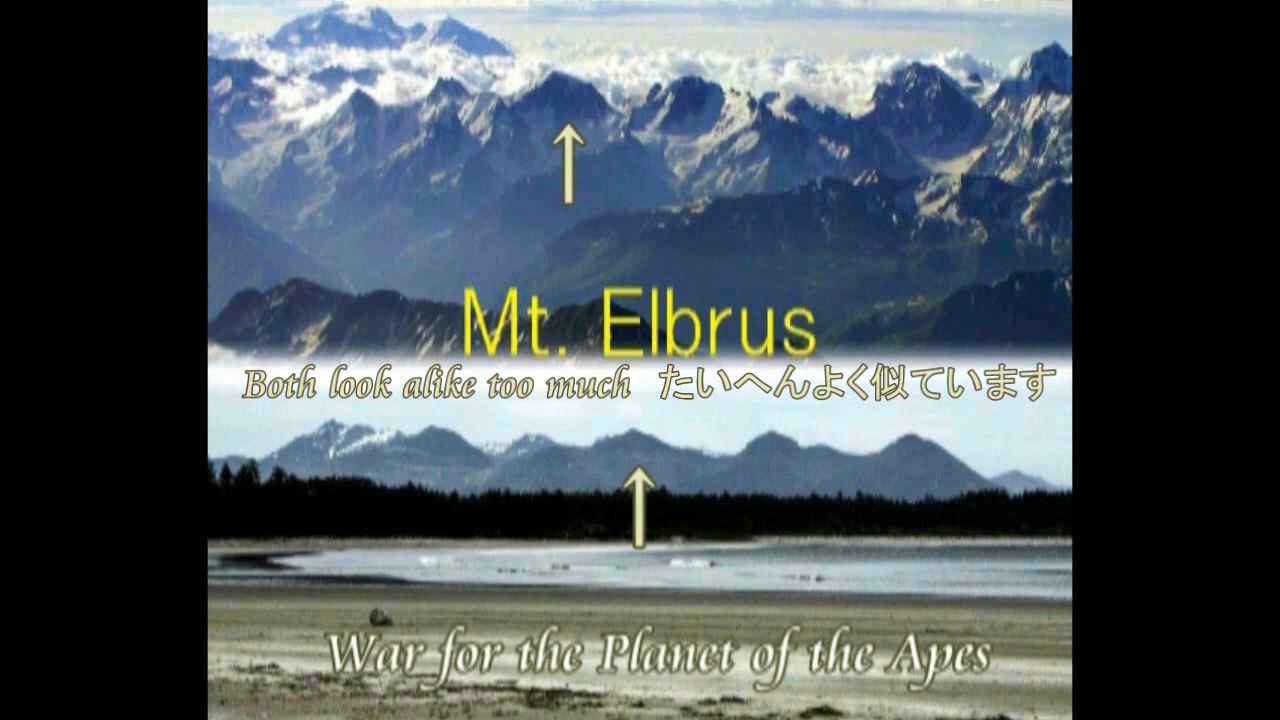 Mt. Elbrus
Both look alike too much たいへんよく似ています
War for the Planet of the Apes